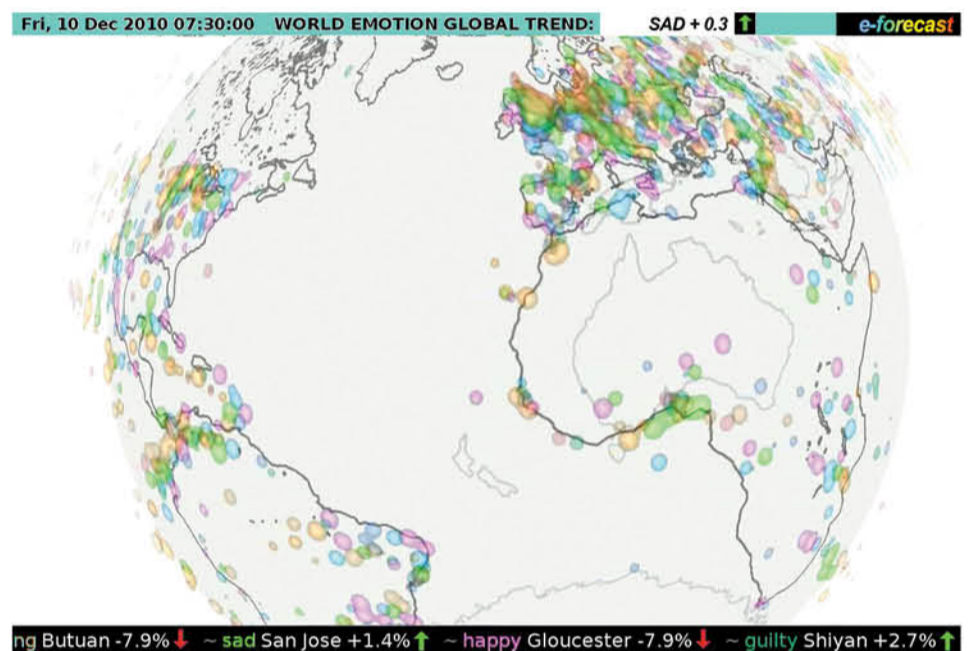 Fri, 10 Dec 2010 07:30:00 WORLD EMOTION GLOBAL TREND: SAD + 0.3 e-forecast
ng Butuan -7.9% ~ sad San Jose +1.4% ~ happy Gloucester -7.9% ~ guilty Shiyan +2.7%